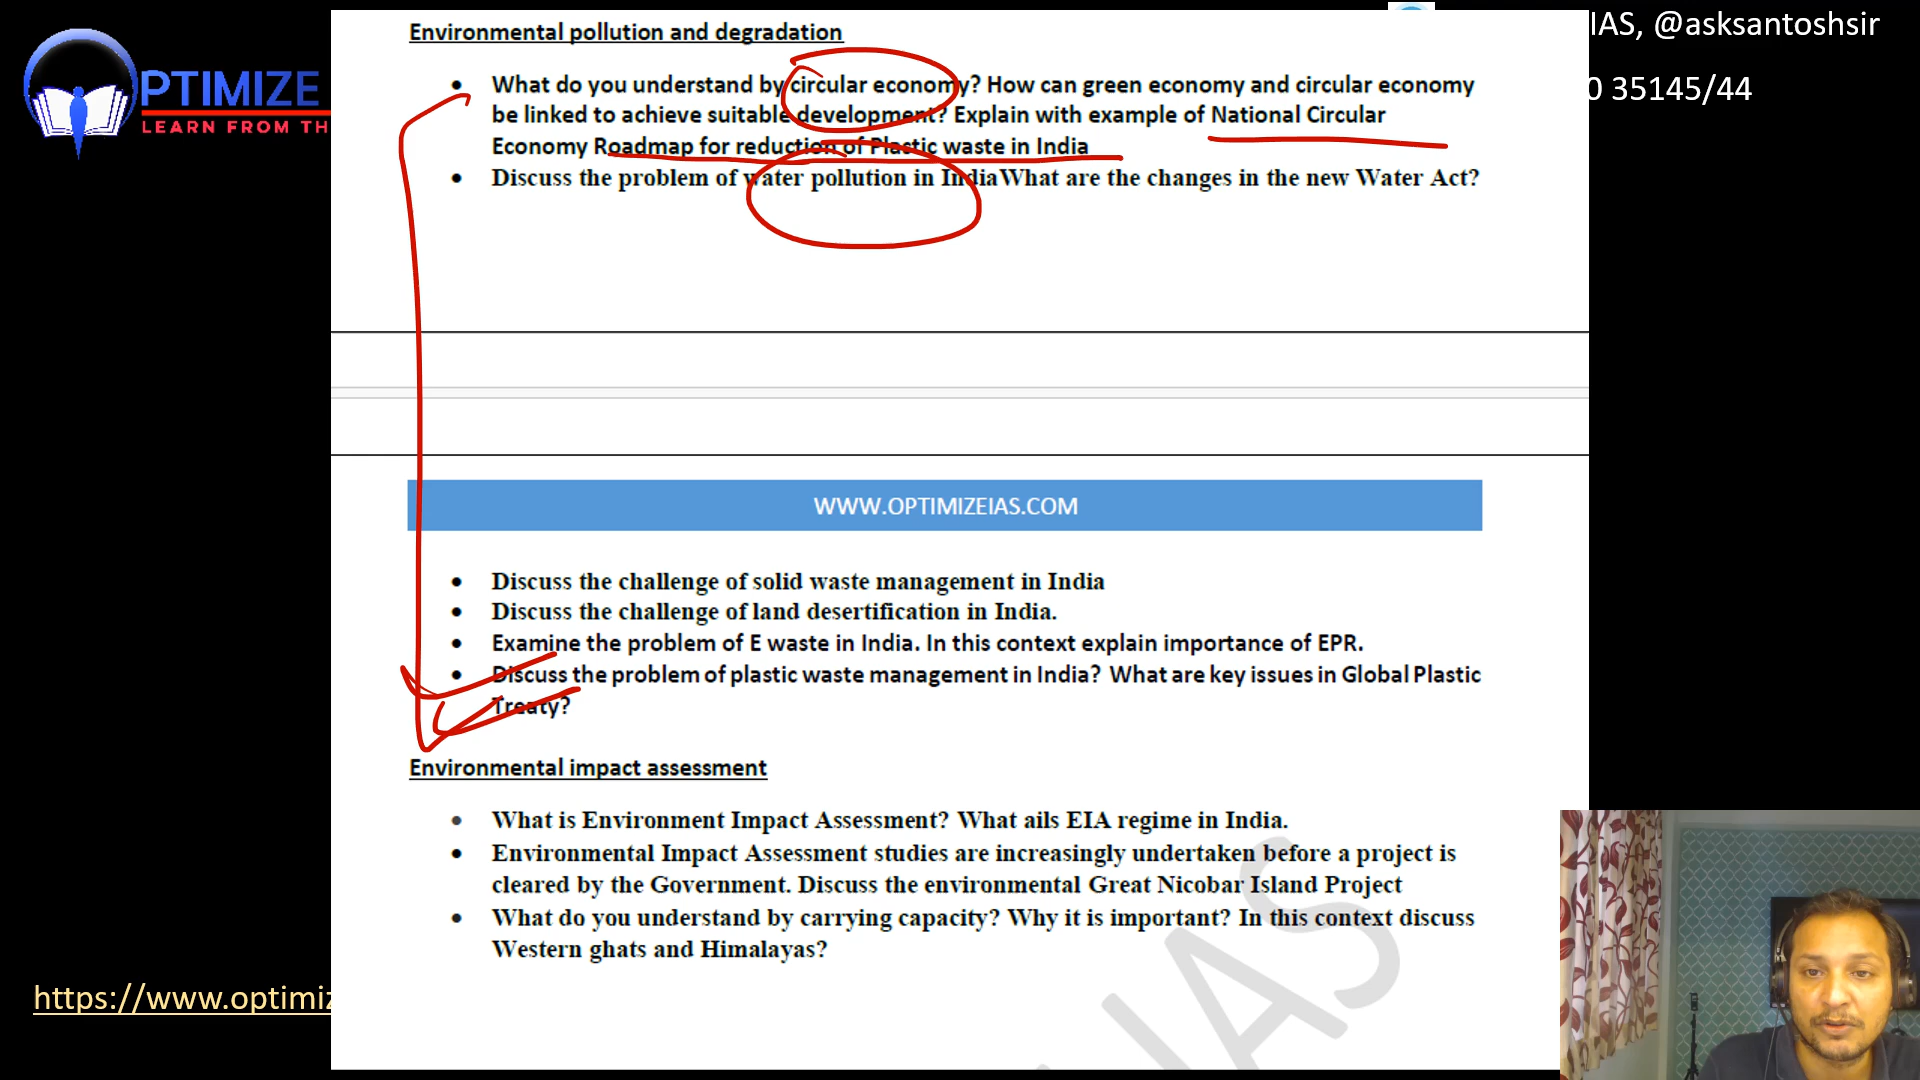 PTIMIZE
LEARN FROM TH
IAS, @asksantoshsir
0 35145/44
Environmental pollution and degradation
• What do you understand by circular economy? How can green economy and circular economy
be linked to achieve suitable development? Explain with example of National Circular
Economy Roadmap for reduction of Plastic waste in India
• Discuss the problem of water pollution in IndiaWhat are the changes in the new Water Act?
WWW.OPTIMIZEIAS.COM
• Discuss the challenge of solid waste management in India
• Discuss the challenge of land desertification in India.
• Examine the problem of E waste in India. In this context explain importance of EPR.
• Discuss the problem of plastic waste management in India? What are key issues in Global Plastic
Treaty?
Environmental impact assessment
• What is Environment Impact Assessment? What ails EIA regime in India.
• Environmental Impact Assessment studies are increasingly undertaken before a project is
cleared by the Government. Discuss the environmental Great Nicobar Island Project
• What do you understand by carrying capacity? Why it is important? In this context discuss
Western ghats and Himalayas?
https://www.optimiz
IAS